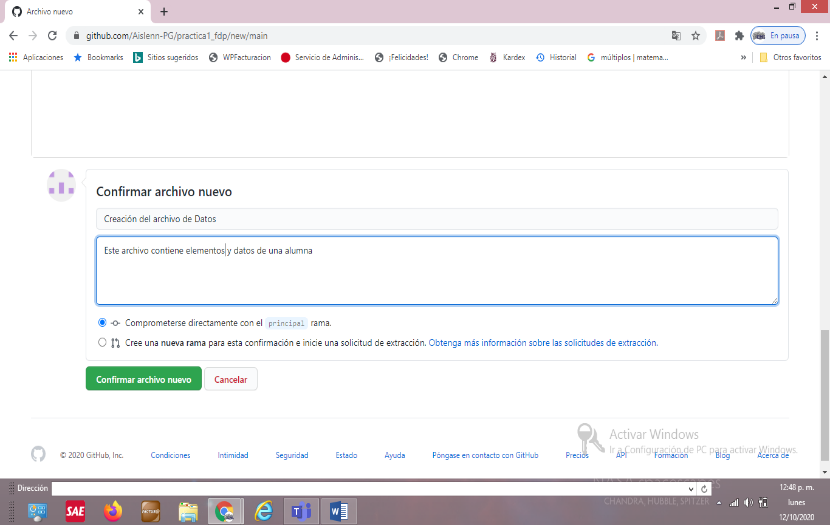 Archivo nuevo
github.com/Aislenn-PG/practica1_fdp/new/main
En pausa
Aplicaciones
Bookmarks
Sitios sugeridos
WPFacturacion
Servicio de Adminis...
¡Felicidades!
Chrome
Kardex
Historial
múltiplos | matema...
»
Otros favoritos
Confirmar archivo nuevo
Creación del archivo de Datos
Este archivo contiene elementos y datos de una alumna
Comprometerse directamente con el principal rama.
Cree una nueva rama para esta confirmación e inicie una solicitud de extracción. Obtenga más información sobre las solicitudes de extracción.
Confirmar archivo nuevo
Cancelar
Activar Windows
Ir a Configuración de PC para activar Windows.
© 2020 GitHub, Inc.
Condiciones
Intimidad
Seguridad
Estado
Ayuda
Póngase en contacto con GitHub
Precios
API
Formación
Blog
Acerca de
Dirección
CHANDRA, HUBBLE, SPITZER
SAE
12:48 p. m.
lunes
12/10/2020